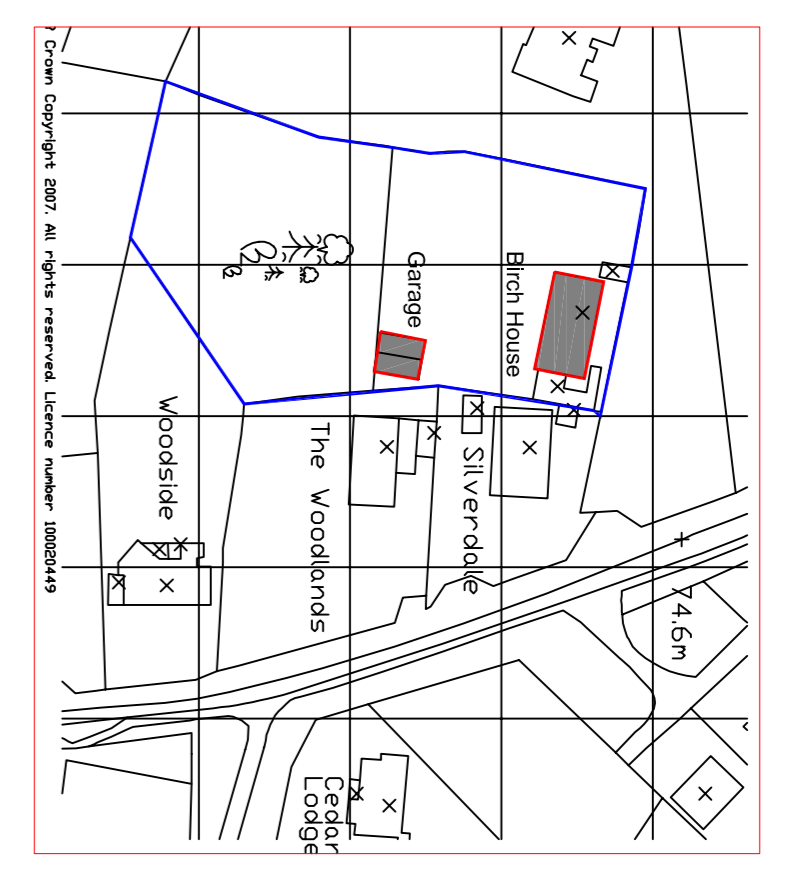 Crown Copyright 2007. All rights reserved. Licence number 100020449
Birch House
Garage
Woodside
The Woodlands
Silverdale
74.6m
Cedar
Lodge